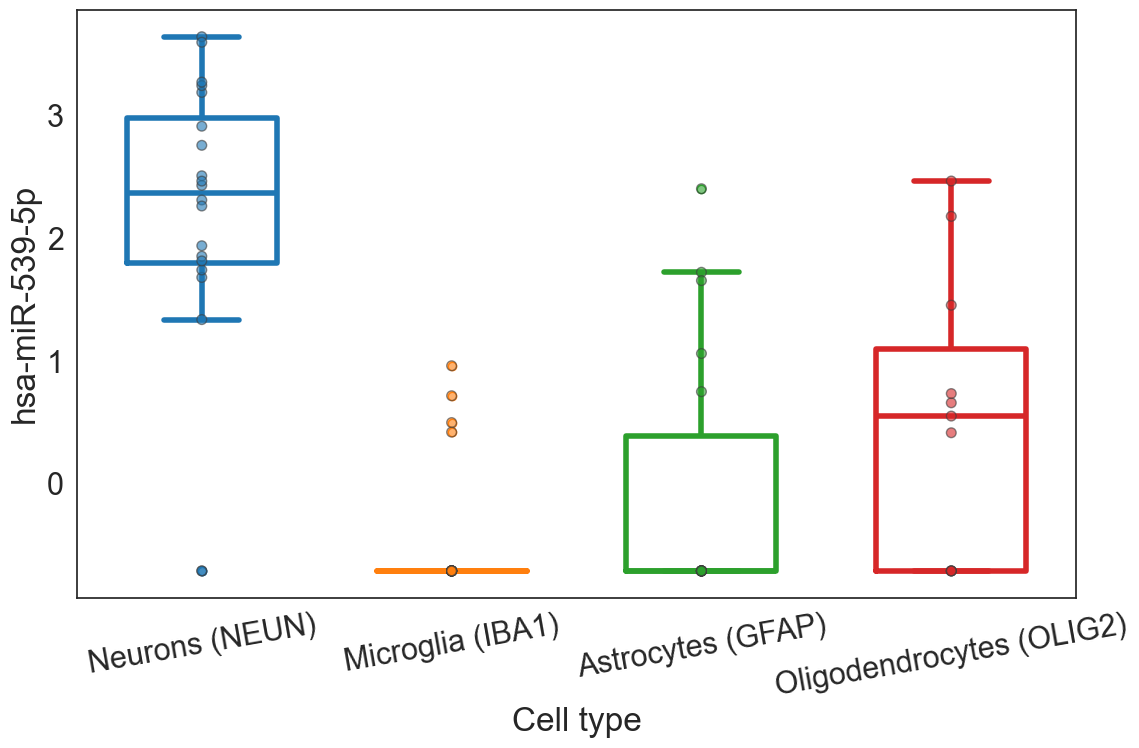 hsa-miR-539-5p
3
2
1
0
Neurons (NEUN)
Microglia (IBA1)
Astrocytes (GFAP)
Oligodendrocytes (OLIG2)
Cell type